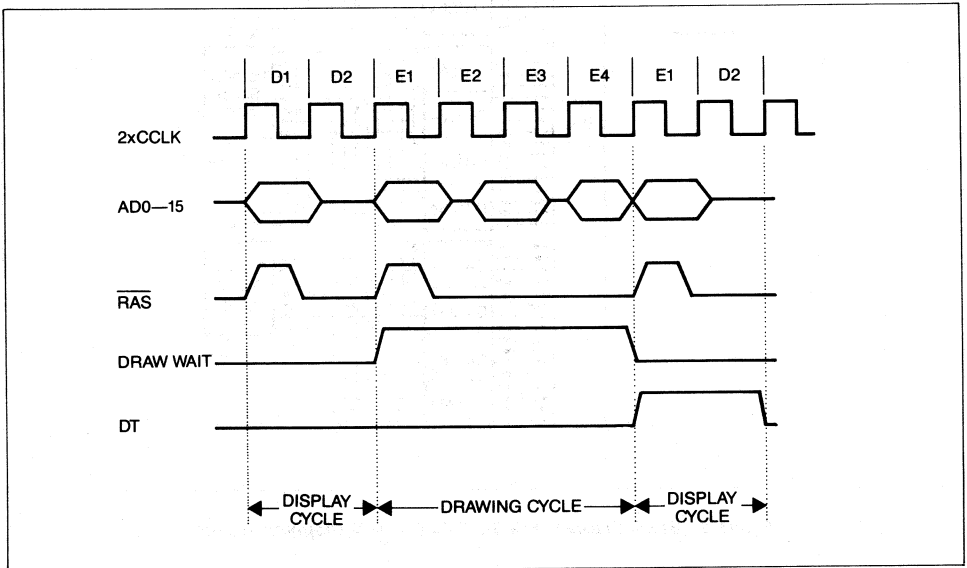 D1 D2 E1 E2 E3 E4 E1 D2
2xCCLK
AD0—15
RAS
DRAW WAIT
DT
DISPLAY CYCLE
DRAWING CYCLE
DISPLAY CYCLE